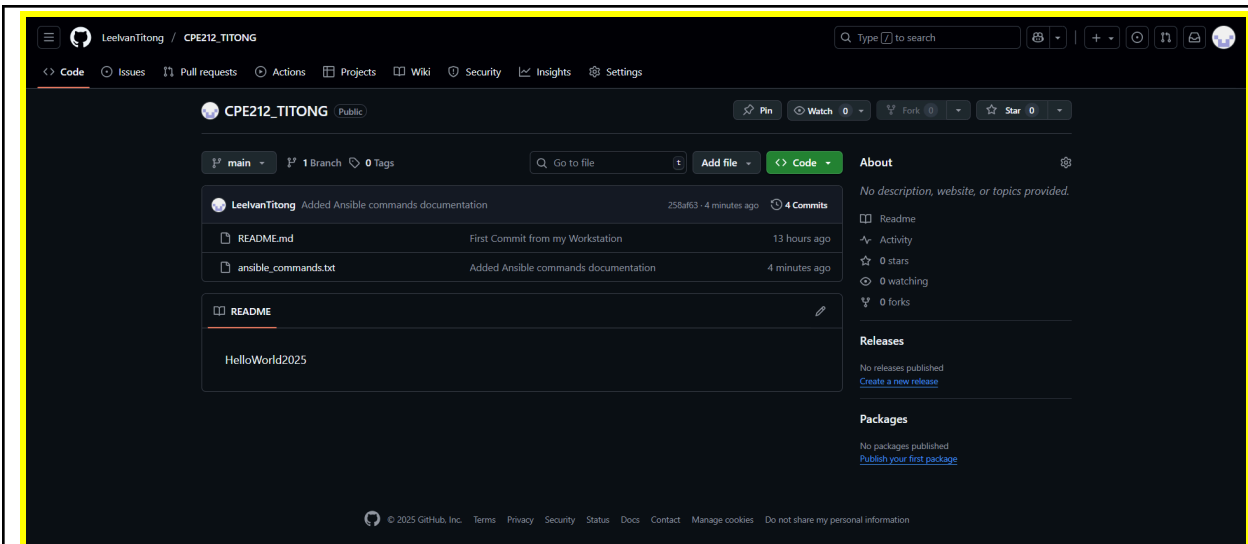 LeeIvanTitong / CPE212_TITONG Type / to search
Code Issues Pull requests Actions Projects Wiki Security Insights Settings
CPE212_TITONG Public Pin Watch 0 Fork 0 Star 0
main 1 Branch 0 Tags Go to file t Add file Code
LeeIvanTitong Added Ansible commands documentation 258af63 · 4 minutes ago 4 Commits
README.md First Commit from my Workstation 13 hours ago
ansible_commands.txt Added Ansible commands documentation 4 minutes ago
README
HelloWorld2025
About
No description, website, or topics provided.
Readme
Activity
0 stars
0 watching
0 forks
Releases
No releases published
Create a new release
Packages
No packages published
Publish your first package
© 2025 GitHub, Inc. Terms Privacy Security Status Docs Contact Manage cookies Do not share my personal information